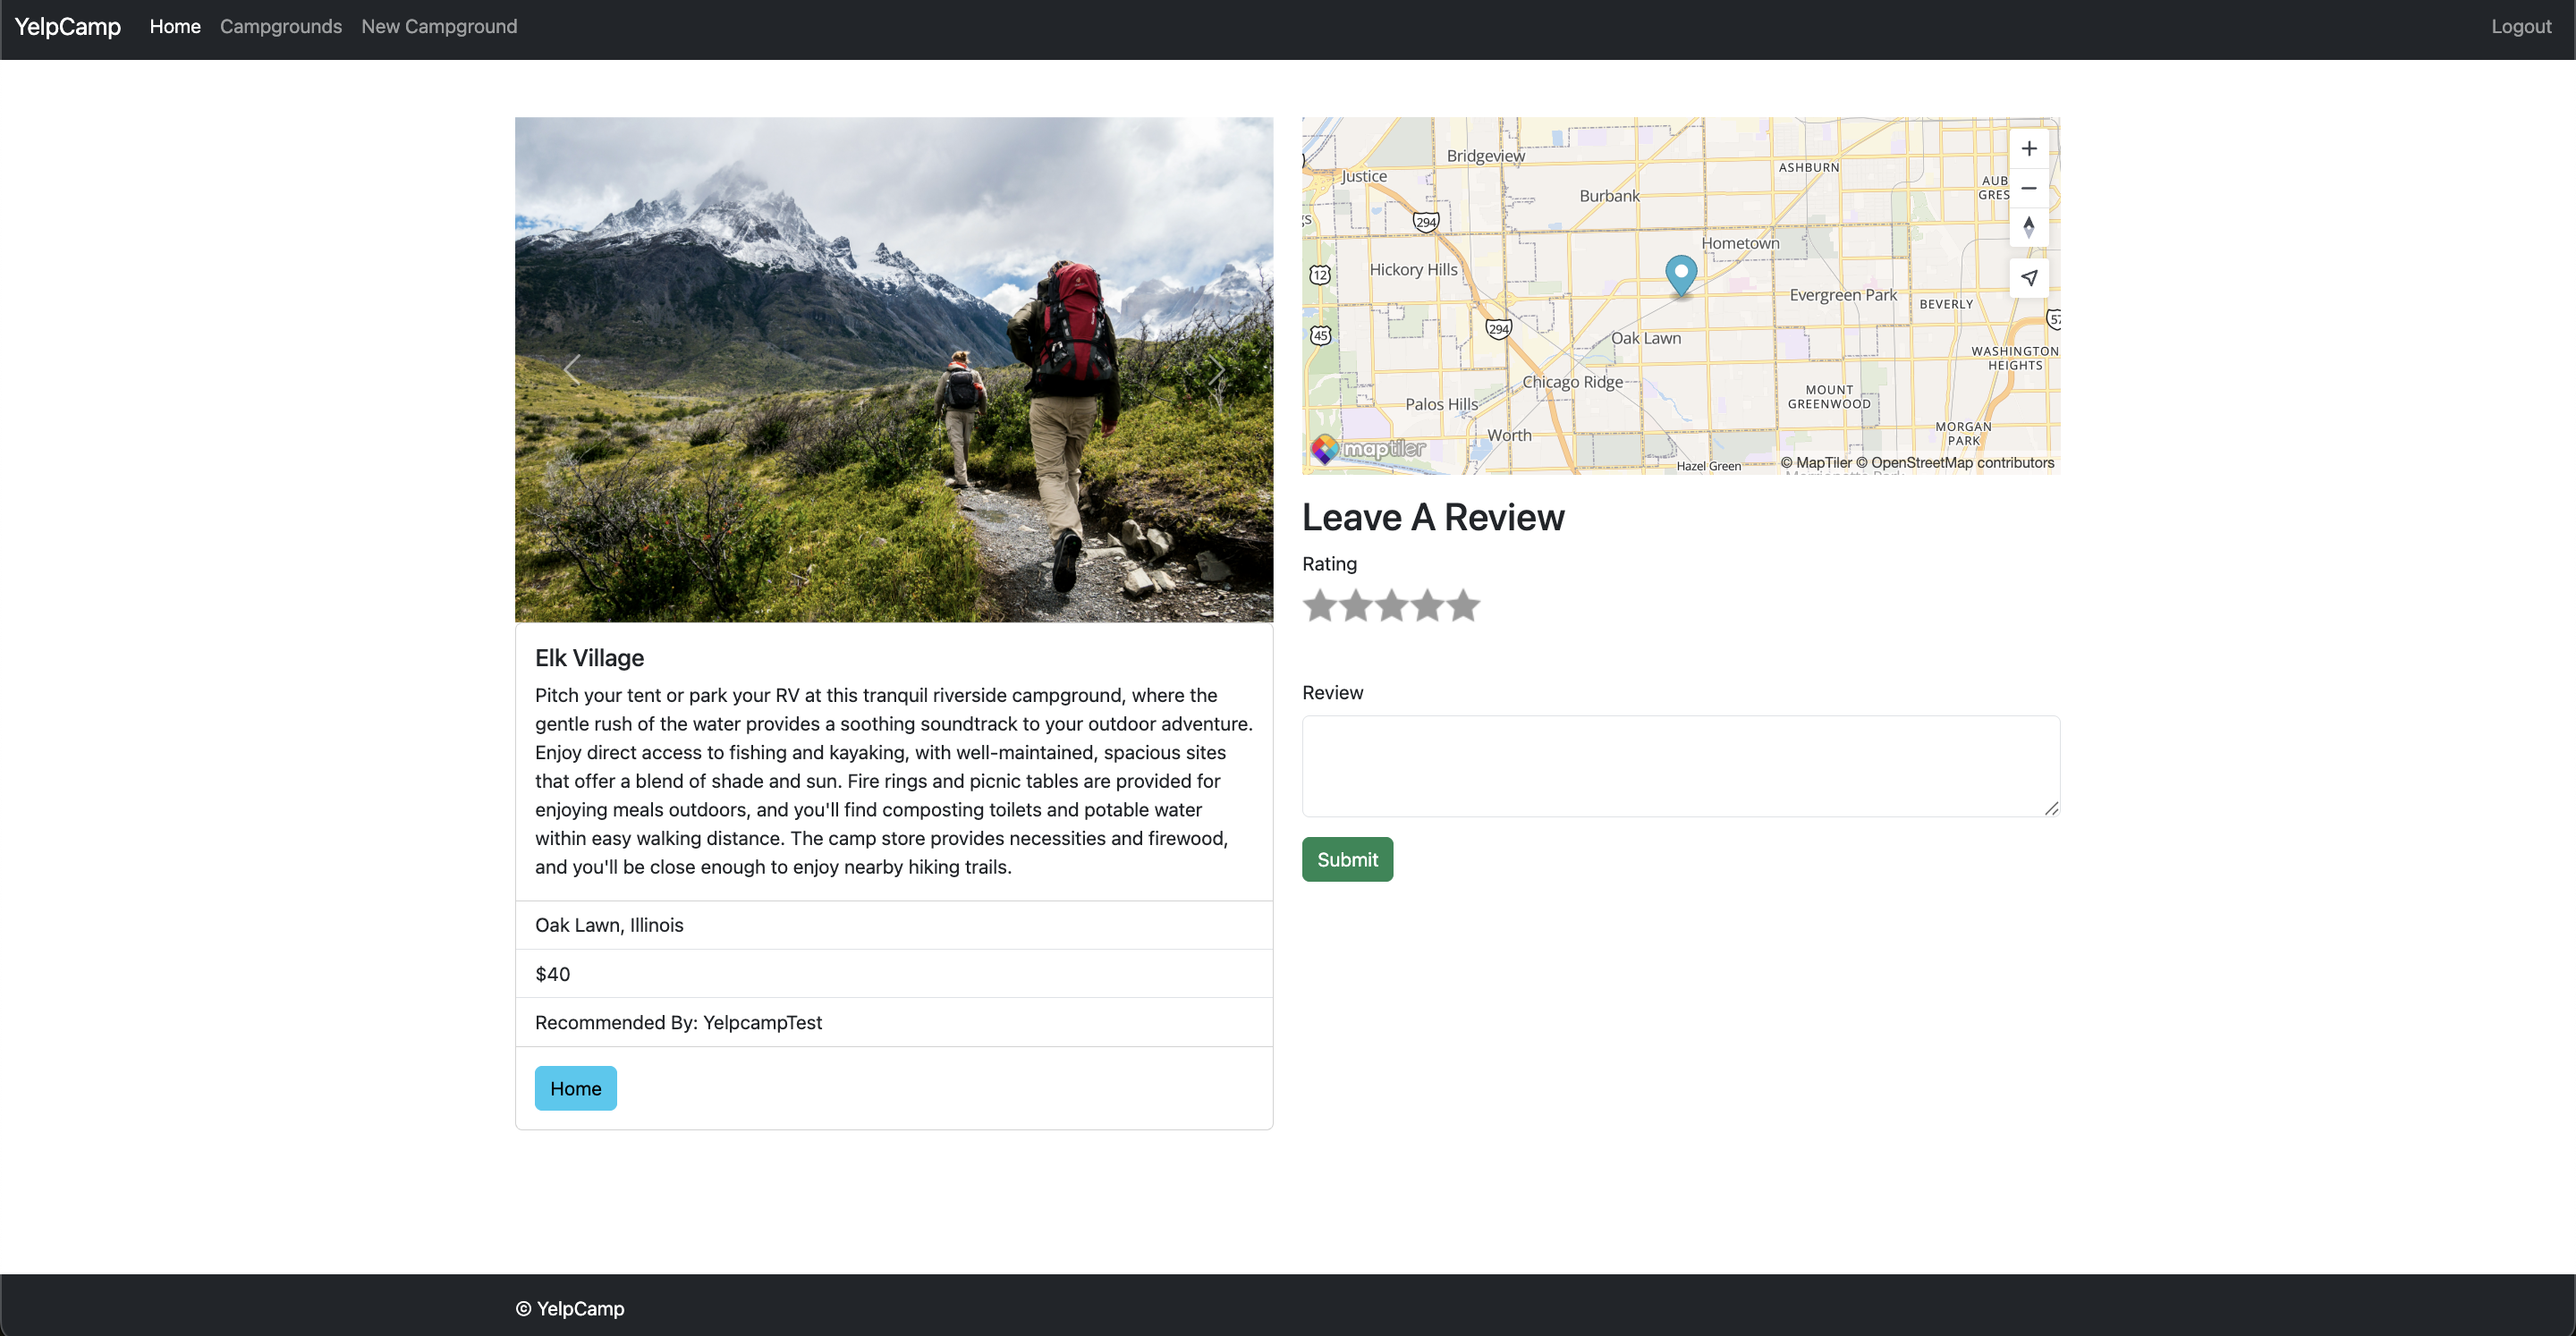 YelpCamp Home Campgrounds New Campground Logout
Elk Village
Pitch your tent or park your RV at this tranquil riverside campground, where the
gentle rush of the water provides a soothing soundtrack to your outdoor adventure.
Enjoy direct access to fishing and kayaking, with well-maintained, spacious sites
that offer a blend of shade and sun. Fire rings and picnic tables are provided for
enjoying meals outdoors, and you'll find composting toilets and potable water
within easy walking distance. The camp store provides necessities and firewood,
and you'll be close enough to enjoy nearby hiking trails.
Oak Lawn, Illinois
$40
Recommended By: YelpcampTest
Home
Bridgeview
Justice
ASHBURN
Burbank
AUB
GRES
294
Hometown
12
Hickory Hills
Evergreen Park
BEVERLY
57
294
45
Oak Lawn
WASHINGTON
HEIGHTS
Chicago Ridge
MOUNT
GREENWOOD
Palos Hills
MORGAN
PARK
Worth
maptiler
Hazel Green
© MapTiler © OpenStreetMap contributors
Leave A Review
Rating
Review
Submit
© YelpCamp